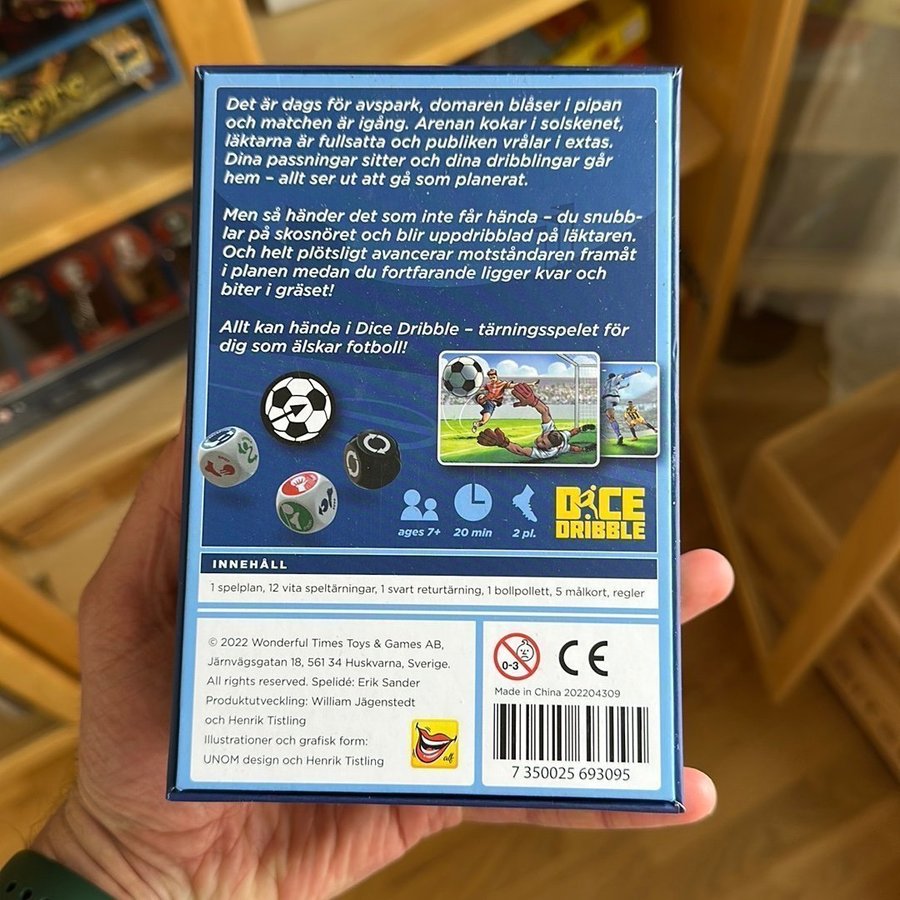 Det är dags för avspark, domaren blåser i pipan
och matchen är igång. Arenan kokar i solskenet,
läktarna är fullsatta och publiken vrålar i extas.
Dina passningar sitter och dina dribblingar går
hem – allt ser ut att gå som planerat.
Men så händer det som inte får hända – du snubb-
lar på skosnöret och blir uppdribblad på läktaren.
Och helt plötsligt avancerar motståndaren framåt
i planen medan du fortfarande ligger kvar och
biter i gräset!
Allt kan hända i Dice Dribble – tärningsspelet för
dig som älskar fotboll!
ages 7+ 20 min 2 pl.
DICE
DRIBBLE
INNEHÅLL
1 spelplan, 12 vita speltärningar, 1 svart returtärning, 1 bollpollett, 5 målkort, regler
© 2022 Wonderful Times Toys & Games AB,
Järnvägsgatan 18, 561 34 Huskvarna, Sverige.
All rights reserved. Spelidé: Erik Sander
Produktutveckling: William Jägenstedt
och Henrik Tistling
Illustrationer och grafisk form:
UNOM design och Henrik Tistling
alf
0-3
CE
Made in China 202204309
7 350025 693095